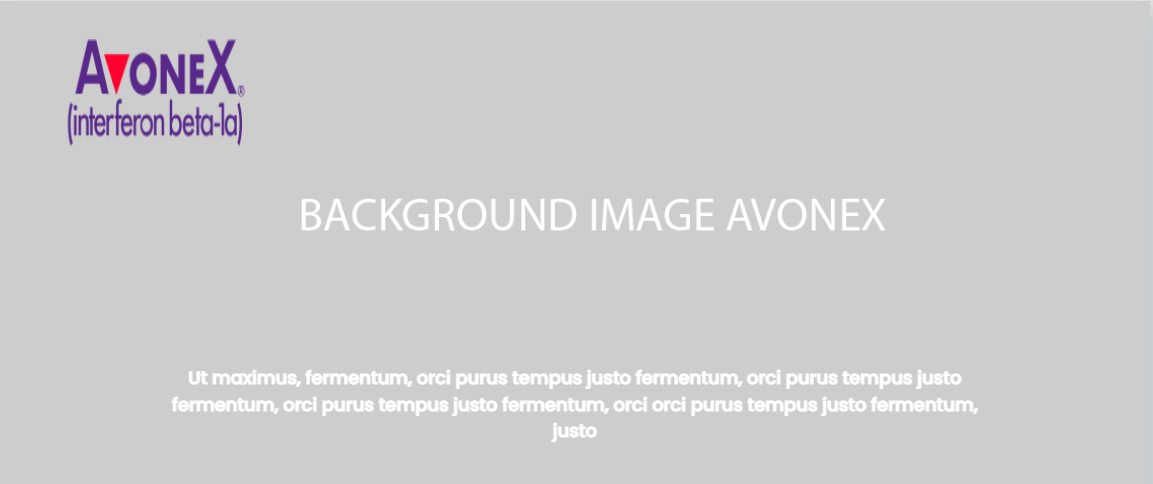 AVONEX®
(interferon beta-1a)
BACKGROUND IMAGE AVONEX
Ut maximus, fermentum, orci purus tempus justo fermentum, orci purus tempus justo
fermentum, orci purus tempus justo fermentum, orci orci purus tempus justo fermentum,
justo